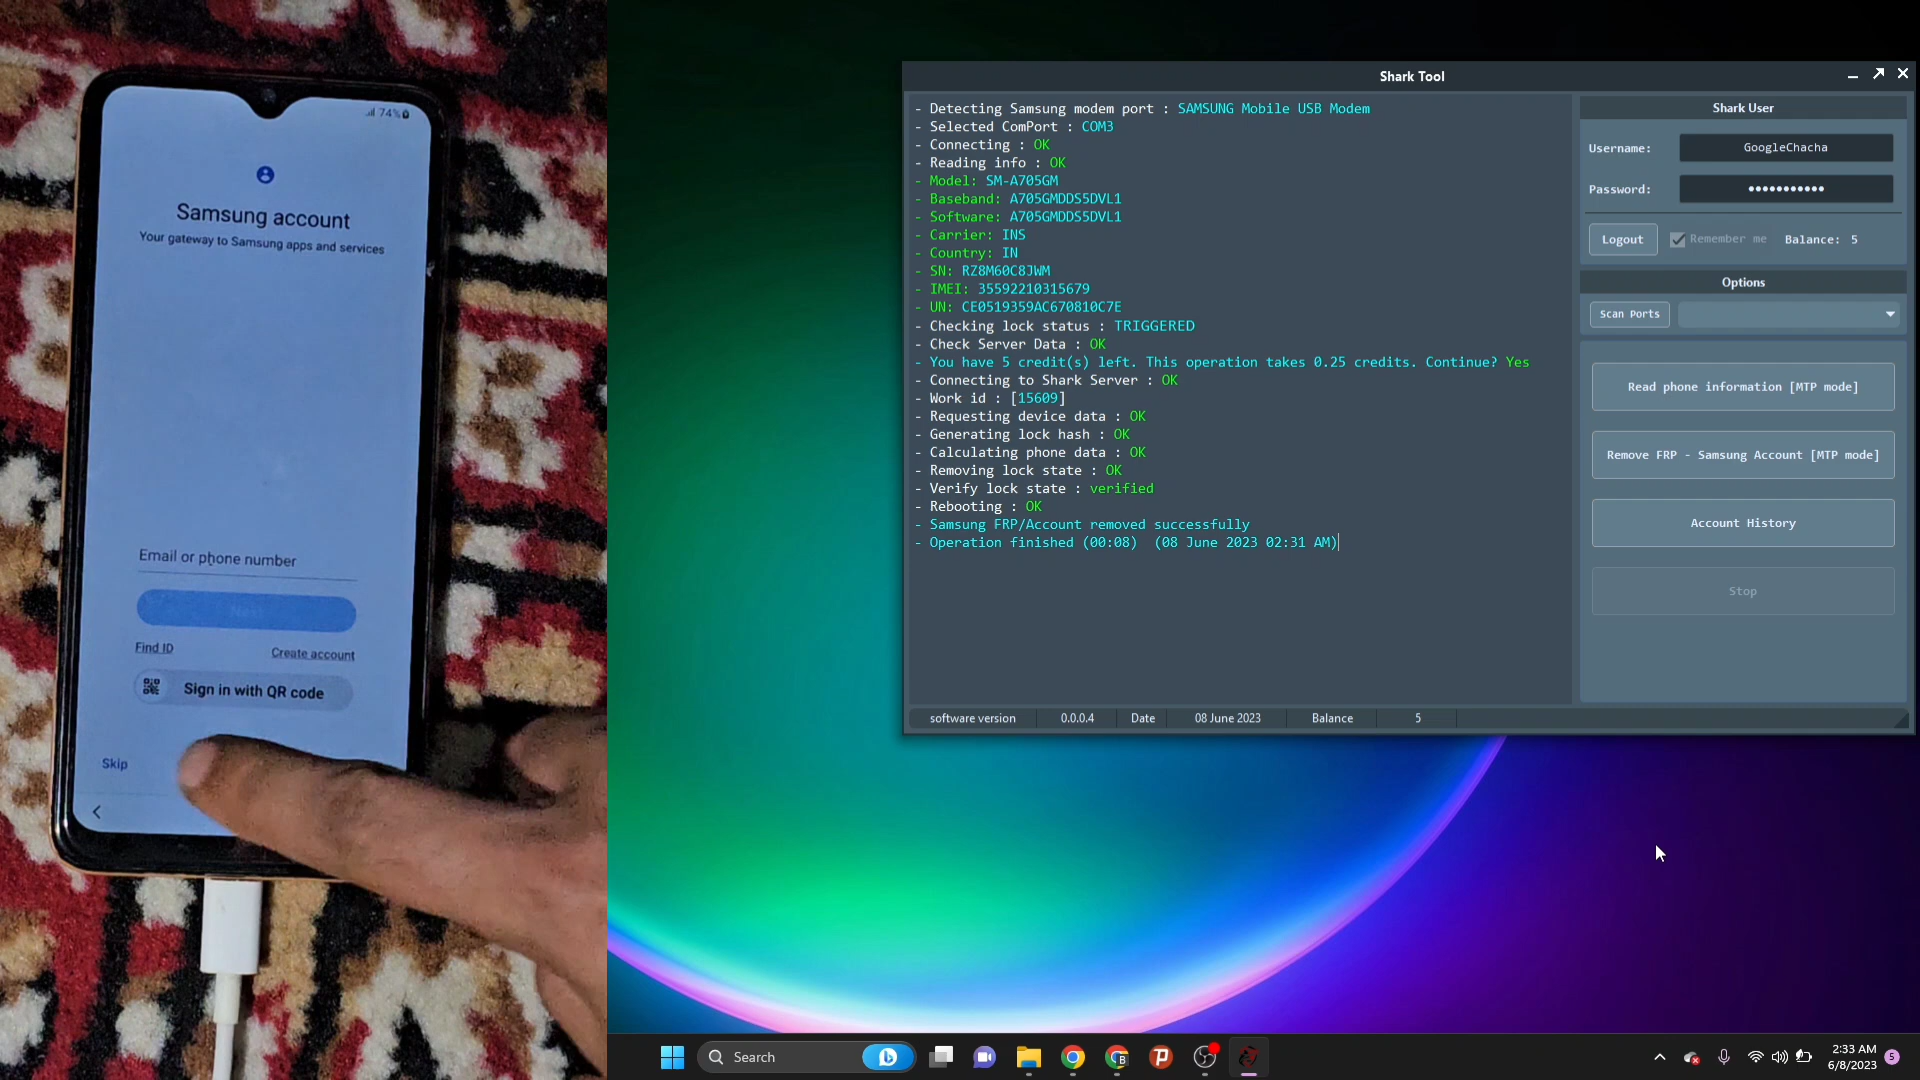 74%
Samsung account
Your gateway to Samsung apps and services
Email or phone number
Next
Find ID
Create account
Sign in with QR code
Skip
Shark Tool
- Detecting Samsung modem port : SAMSUNG Mobile USB Modem
- Selected ComPort : COM3
- Connecting : OK
- Reading info : OK
- Model: SM-A705GM
- Baseband: A705GMDDS5DVL1
- Software: A705GMDDS5DVL1
- Carrier: INS
- Country: IN
- SN: RZ8M60C8JWM
- IMEI: 35592210315679
- UN: CE0519359AC670810C7E
- Checking lock status : TRIGGERED
- Check Server Data : OK
- You have 5 credit(s) left. This operation takes 0.25 credits. Continue? Yes
- Connecting to Shark Server : OK
- Work id : [15609]
- Requesting device data : OK
- Generating lock hash : OK
- Calculating phone data : OK
- Removing lock state : OK
- Verify lock state : verified
- Rebooting : OK
- Samsung FRP/Account removed successfully
- Operation finished (00:08) (08 June 2023 02:31 AM)
Shark User
Username: GoogleChacha
Password: •••••••••••
Logout Remember me Balance: 5
Options
Scan Ports
Read phone information [MTP mode]
Remove FRP - Samsung Account [MTP mode]
Account History
Stop
software version 0.0.0.4 Date 08 June 2023 Balance 5
Search
2:33 AM
6/8/2023
5